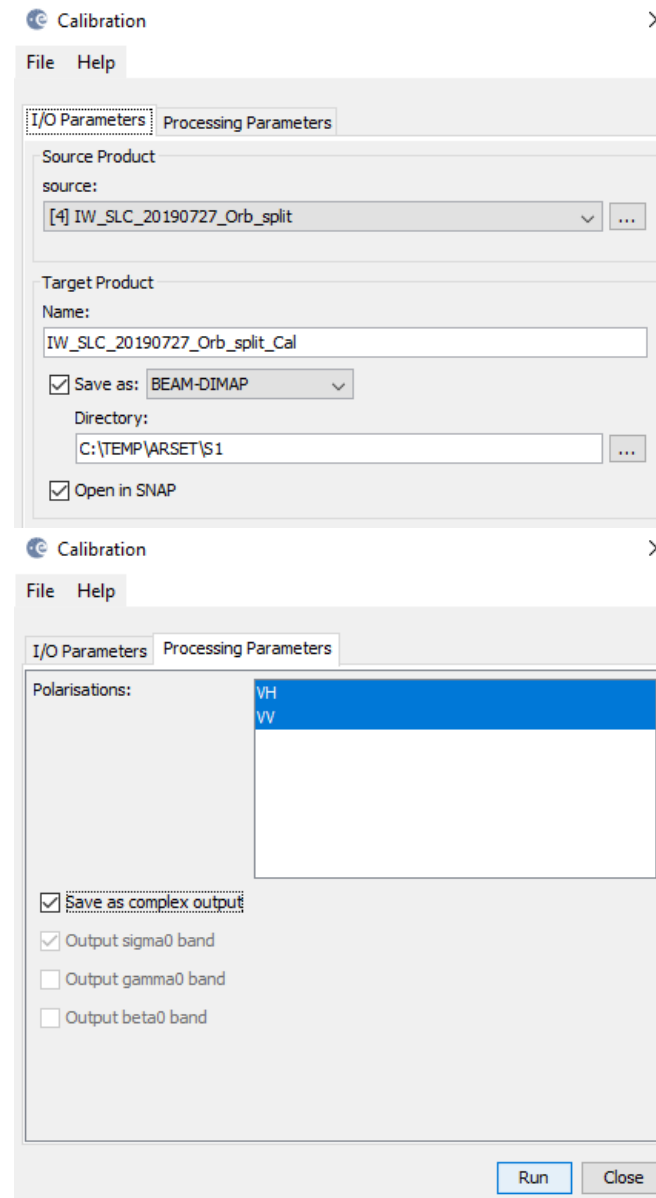 Calibration
File Help
I/O Parameters Processing Parameters
Source Product
source:
[4] IW_SLC_20190727_Orb_split
...
Target Product
Name:
IW_SLC_20190727_Orb_split_Cal
Save as: BEAM-DIMAP
Directory:
C:\TEMP\ARSET\S1
...
Open in SNAP
Calibration
File Help
I/O Parameters Processing Parameters
Polarisations:
VH
VV
Save as complex output
Output sigma0 band
Output gamma0 band
Output beta0 band
Run Close